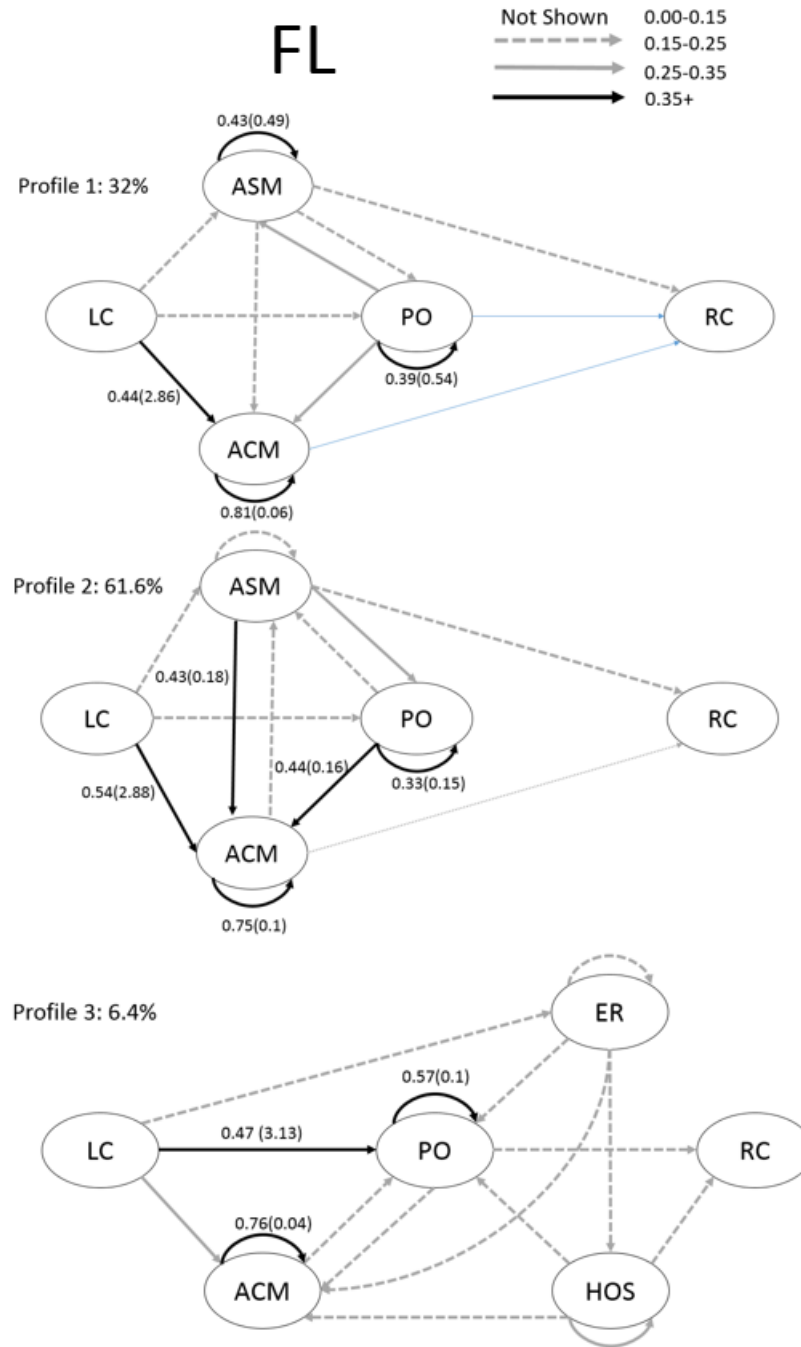 FL
Not Shown 0.00-0.15
0.15-0.25
0.25-0.35
0.35+
Profile 1: 32%
0.43(0.49)
ASM
LC
PO
RC
0.39(0.54)
0.44(2.86)
ACM
0.81(0.06)
Profile 2: 61.6%
ASM
0.43(0.18)
LC
PO
RC
0.44(0.16)
0.33(0.15)
0.54(2.88)
ACM
0.75(0.1)
Profile 3: 6.4%
ER
0.57(0.1)
LC
0.47 (3.13)
PO
RC
0.76(0.04)
ACM
HOS